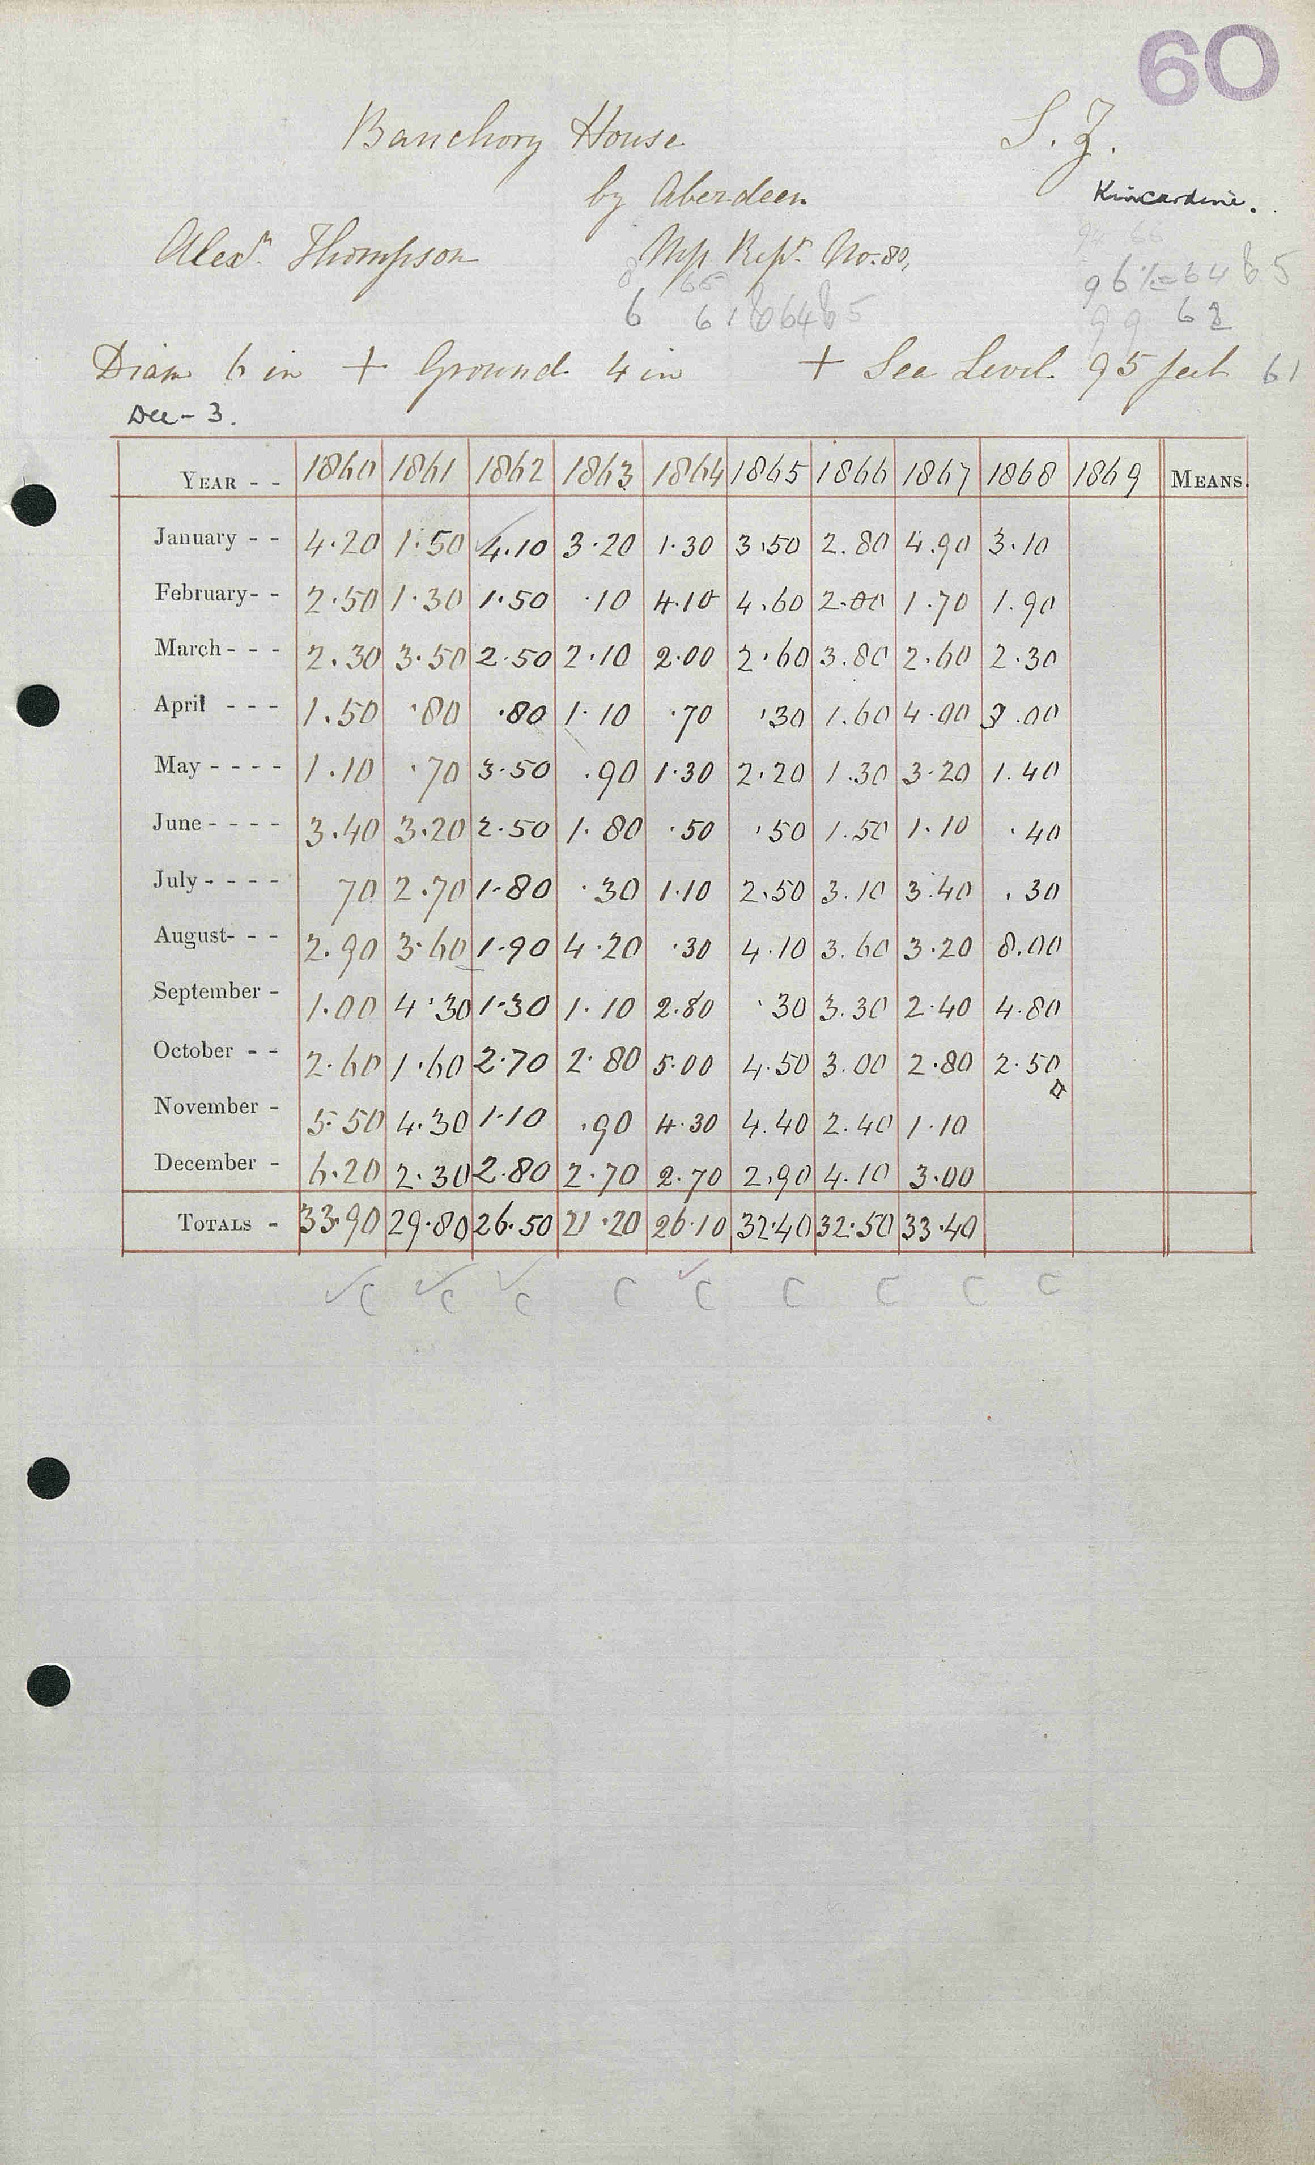 60
Banchory House S. Z.
by Aberdeen Kincardine.
94 66
Alexr. Thompson Mss Rept. No. 80,
65 96 64 65
6 61 64 65 99 62
Diam 6 in + Ground 4 in + Sea Level 95 feet 61
Dee - 3.
YEAR - - 1860 1861 1862 1863 1864 1865 1866 1867 1868 1869 MEANS.
January - - 4.20 1.50 4.10 3.20 1.30 3.50 2.80 4.90 3.10
February - - 2.50 1.30 1.50 .10 4.10 4.60 2.00 1.70 1.90
March - - - 2.30 3.50 2.50 2.10 2.00 2.60 3.80 2.60 2.30
April - - - 1.50 .80 .80 1.10 .70 .30 1.60 4.00 3.00
May - - - - 1.10 .70 3.50 .90 1.30 2.20 1.30 3.20 1.40
June - - - - 3.40 3.20 2.50 1.80 .50 .50 1.50 1.10 .40
July - - - - 70 2.70 1.80 .30 1.10 2.50 3.10 3.40 .30
August - - - 2.90 3.60 1.90 4.20 .30 4.10 3.60 3.20 8.00
September - 1.00 4.30 1.30 1.10 2.80 .30 3.30 2.40 4.80
October - - 2.60 1.60 2.70 2.80 5.00 4.50 3.00 2.80 2.50
November - 5.50 4.30 1.10 .90 4.30 4.40 2.40 1.10
December - 6.20 2.30 2.80 2.70 2.70 2.90 4.10 3.00
TOTALS - 33.90 29.80 26.50 21.20 26.10 32.40 32.50 33.40
C C C C C C C C C